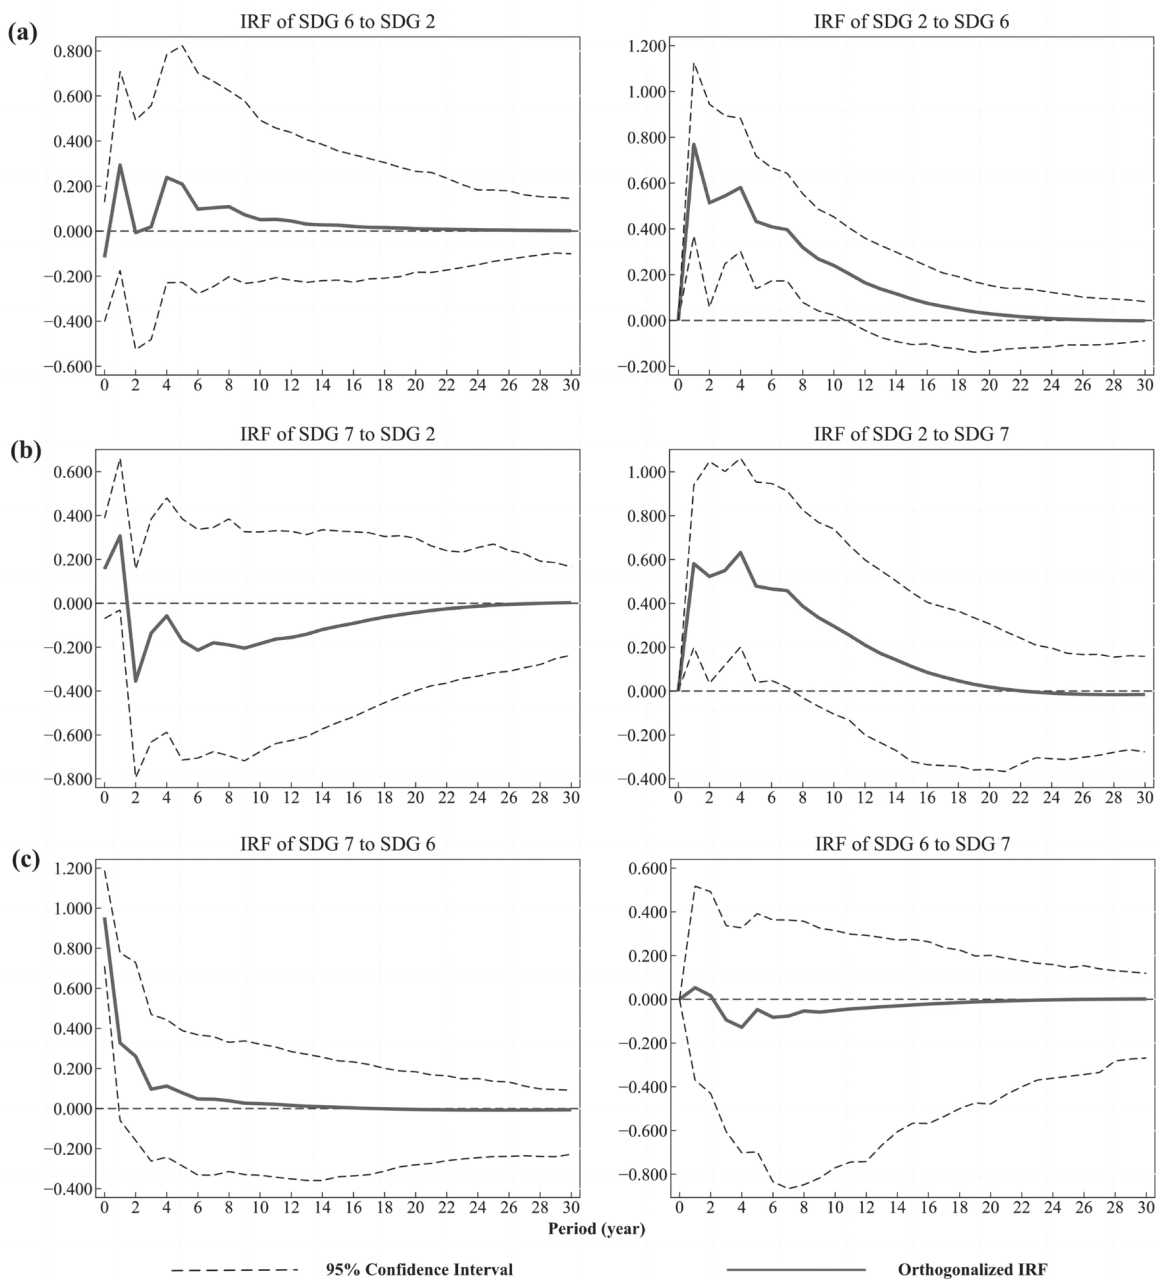 (a)
IRF of SDG 6 to SDG 2
0.800
0.600
0.400
0.200
0.000
−0.200
−0.400
−0.600
0 2 4 6 8 10 12 14 16 18 20 22 24 26 28 30
IRF of SDG 2 to SDG 6
1.200
1.000
0.800
0.600
0.400
0.200
0.000
−0.200
0 2 4 6 8 10 12 14 16 18 20 22 24 26 28 30
(b)
IRF of SDG 7 to SDG 2
0.600
0.400
0.200
0.000
−0.200
−0.400
−0.600
−0.800
0 2 4 6 8 10 12 14 16 18 20 22 24 26 28 30
IRF of SDG 2 to SDG 7
1.000
0.800
0.600
0.400
0.200
0.000
−0.200
−0.400
0 2 4 6 8 10 12 14 16 18 20 22 24 26 28 30
(c)
IRF of SDG 7 to SDG 6
1.200
1.000
0.800
0.600
0.400
0.200
0.000
−0.200
−0.400
0 2 4 6 8 10 12 14 16 18 20 22 24 26 28 30
IRF of SDG 6 to SDG 7
0.600
0.400
0.200
0.000
−0.200
−0.400
−0.600
−0.800
0 2 4 6 8 10 12 14 16 18 20 22 24 26 28 30
Period (year)
95% Confidence Interval
Orthogonalized IRF